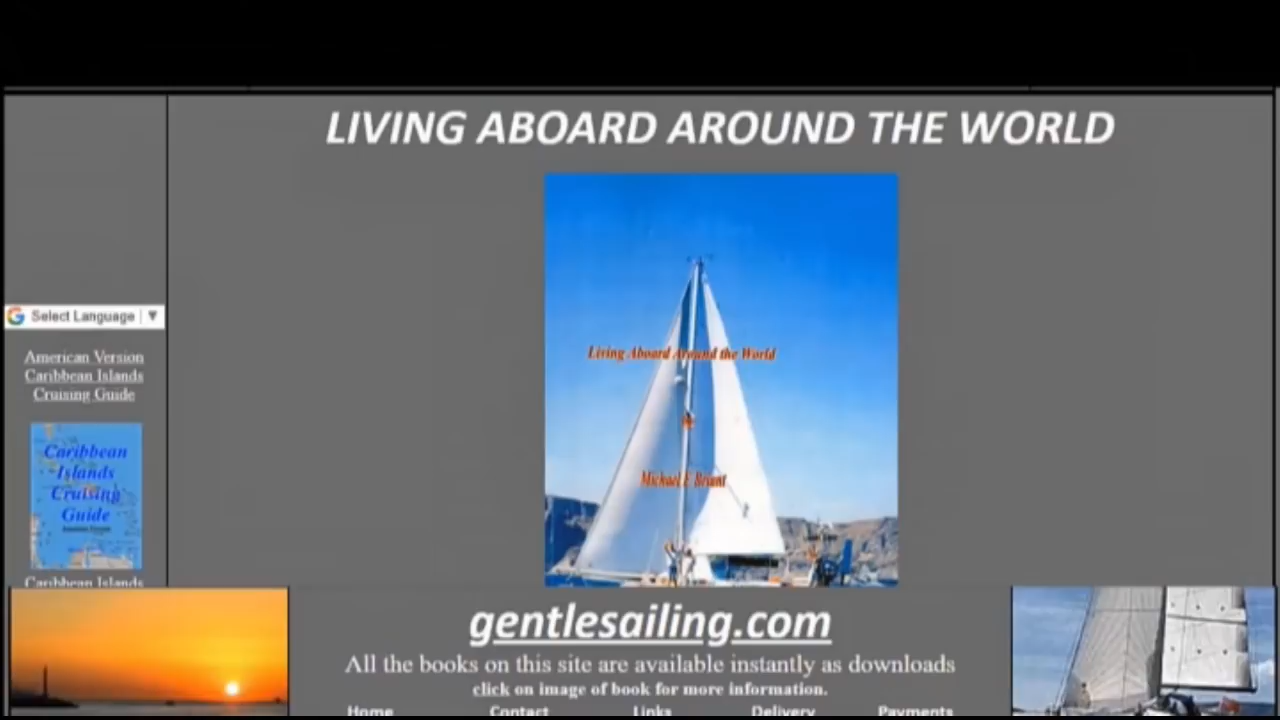 LIVING ABOARD AROUND THE WORLD
Living Aboard Around the World
Select Language
American Version
Caribbean Islands
Cruising Guide
Caribbean
Islands
Cruising
Guide
Caribbean Islands
gentlesailing.com
All the books on this site are available instantly as downloads
click on image of book for more information.
Home Contact Links Delivery Payments